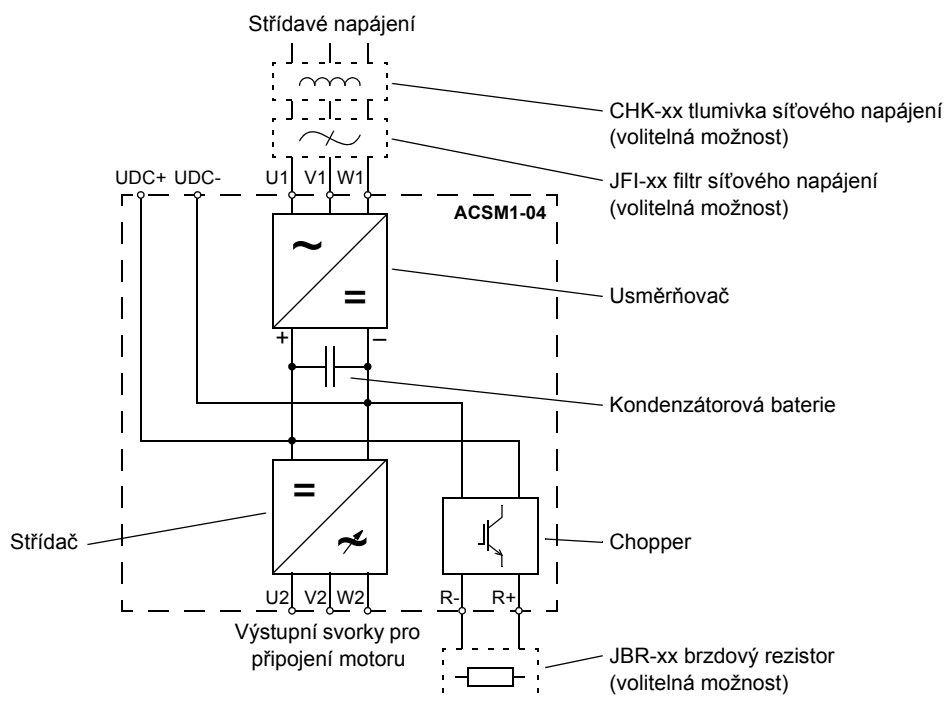 Střídavé napájení
CHK-xx tlumivka síťového napájení
(volitelná možnost)
JFI-xx filtr síťového napájení
(volitelná možnost)
UDC+ UDC- U1 V1 W1
ACSM1-04
~
=
Usměrňovač
+ –
Kondenzátorová baterie
=
~
Střídač
Chopper
U2 V2 W2 R- R+
Výstupní svorky pro
připojení motoru
JBR-xx brzdový rezistor
(volitelná možnost)